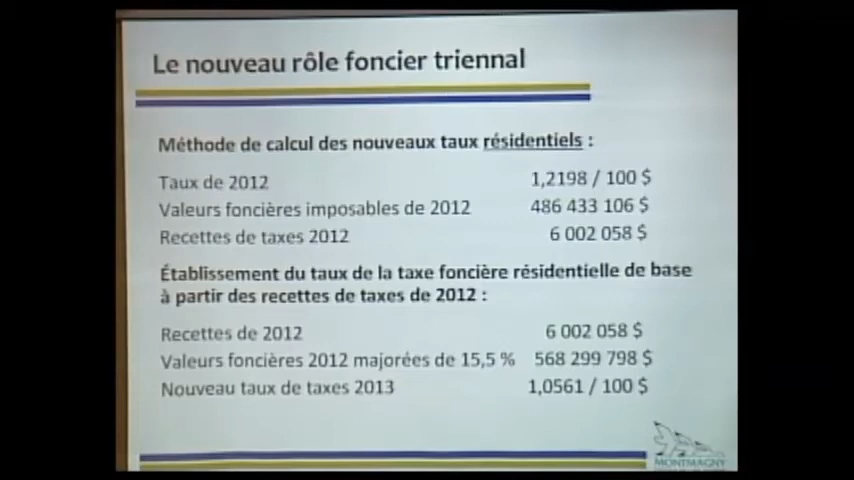 Le nouveau rôle foncier triennal
Méthode de calcul des nouveaux taux résidentiels :
Taux de 2012 1,2198 / 100 $
Valeurs foncières imposables de 2012 486 433 106 $
Recettes de taxes 2012 6 002 058 $
Établissement du taux de la taxe foncière résidentielle de base
à partir des recettes de taxes de 2012 :
Recettes de 2012 6 002 058 $
Valeurs foncières 2012 majorées de 15,5 % 568 299 798 $
Nouveau taux de taxes 2013 1,0561 / 100 $
MONTMAGNY